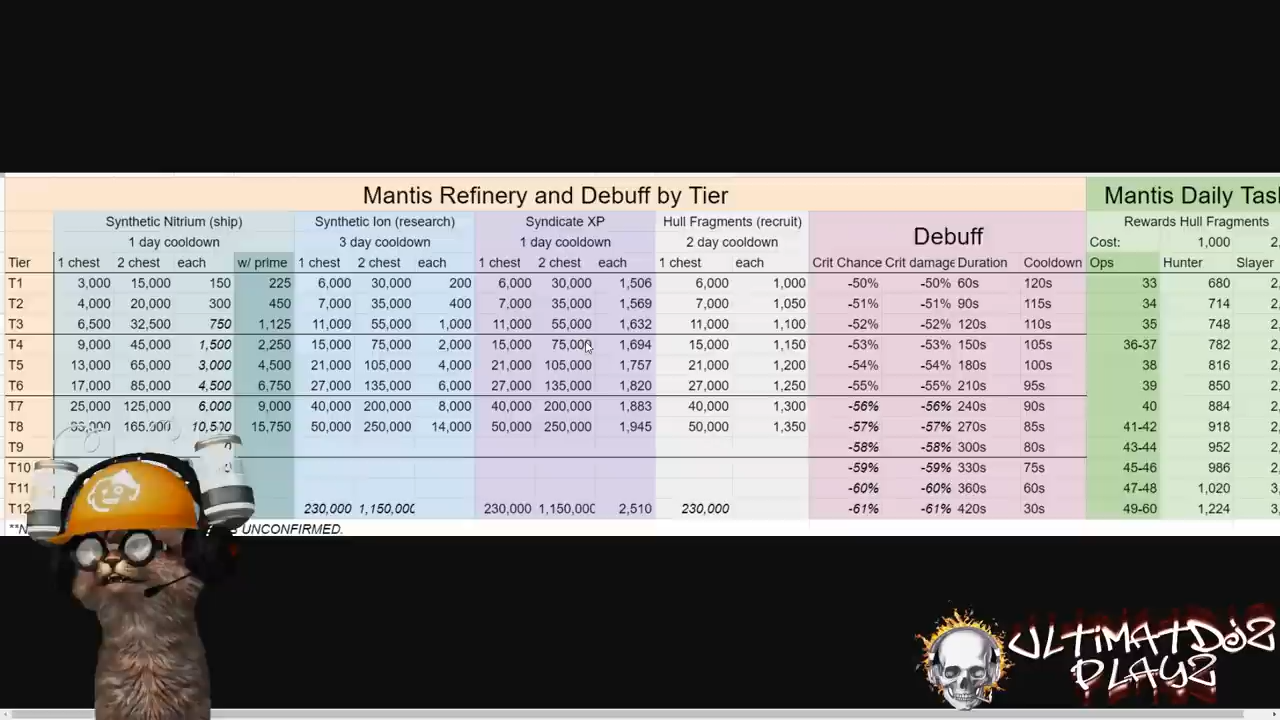 Mantis Refinery and Debuff by Tier Mantis Daily Tas
Synthetic Nitrium (ship) Synthetic Ion (research) Syndicate XP Hull Fragments (recruit) Debuff Rewards Hull Fragments
1 day cooldown 3 day cooldown 1 day cooldown 2 day cooldown Cost: 1,000 2,
Tier 1 chest 2 chest each w/ prime 1 chest 2 chest each 1 chest 2 chest each 1 chest each Crit Chance Crit damage Duration Cooldown Ops Hunter Slayer
T1 3,000 15,000 150 225 6,000 30,000 200 6,000 30,000 1,506 6,000 1,000 -50% -50% 60s 120s 33 680 2,
T2 4,000 20,000 300 450 7,000 35,000 400 7,000 35,000 1,569 7,000 1,050 -51% -51% 90s 115s 34 714 2,
T3 6,500 32,500 750 1,125 11,000 55,000 1,000 11,000 55,000 1,632 11,000 1,100 -52% -52% 120s 110s 35 748 2,
T4 9,000 45,000 1,500 2,250 15,000 75,000 2,000 15,000 75,000 1,694 15,000 1,150 -53% -53% 150s 105s 36-37 782 2,
T5 13,000 65,000 3,000 4,500 21,000 105,000 4,000 21,000 105,000 1,757 21,000 1,200 -54% -54% 180s 100s 38 816 2,
T6 17,000 85,000 4,500 6,750 27,000 135,000 6,000 27,000 135,000 1,820 27,000 1,250 -55% -55% 210s 95s 39 850 2,
T7 25,000 125,000 6,000 9,000 40,000 200,000 8,000 40,000 200,000 1,883 40,000 1,300 -56% -56% 240s 90s 40 884 2,
T8 165,000 10,500 15,750 50,000 250,000 14,000 50,000 250,000 1,945 50,000 1,350 -57% -57% 270s 85s 41-42 918 2,
T9 -58% -58% 300s 80s 43-44 952 2,
T10 -59% -59% 330s 75s 45-46 986 2,
T11 -60% -60% 360s 60s 47-48 1,020 3,
T12 230,000 1,150,000 230,000 1,150,000 2,510 230,000 -61% -61% 420s 30s 49-60 1,224 3,
UNCONFIRMED.
ULTiMATDJZ
PLAYZ